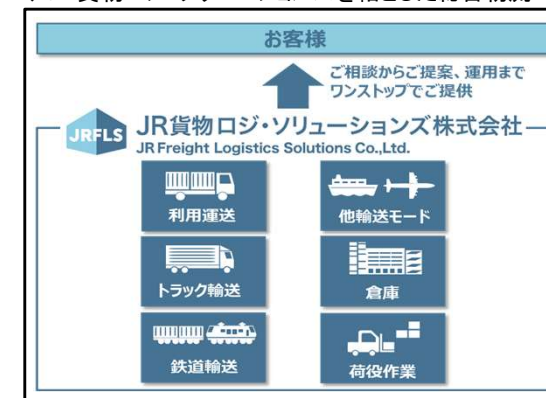 お客様
ご相談からご提案、運用まで
ワンストップでご提供
JRFLS
JR貨物ロジ・ソリューションズ株式会社
JR Freight Logistics Solutions Co.,Ltd.
利用運送
他輸送モード
トラック輸送
倉庫
鉄道輸送
荷役作業